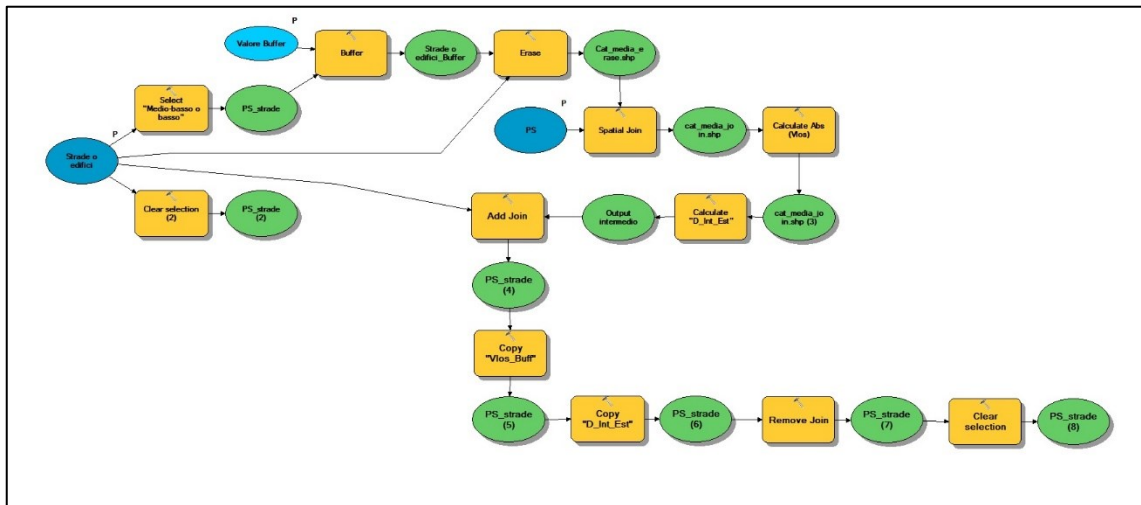 P
Valore Buffer
Buffer
Strade o
edifici_Buffer
Erase
Cat_media_e
rase.shp
Select
"Medio-basso o
basso"
PS_strade
P
PS
Spatial Join
cat_media_jo
in.shp
Calculate Abs
(Vlos)
P
Strade o
edifici
Clear selection
(2)
PS_strade
(2)
Add Join
Output
intermedio
Calculate
"D_Int_Est"
cat_media_jo
in.shp (3)
PS_strade
(4)
Copy
"Vlos_Buff"
PS_strade
(5)
Copy
"D_Int_Est"
PS_strade
(6)
Remove Join
PS_strade
(7)
Clear
selection
PS_strade
(8)